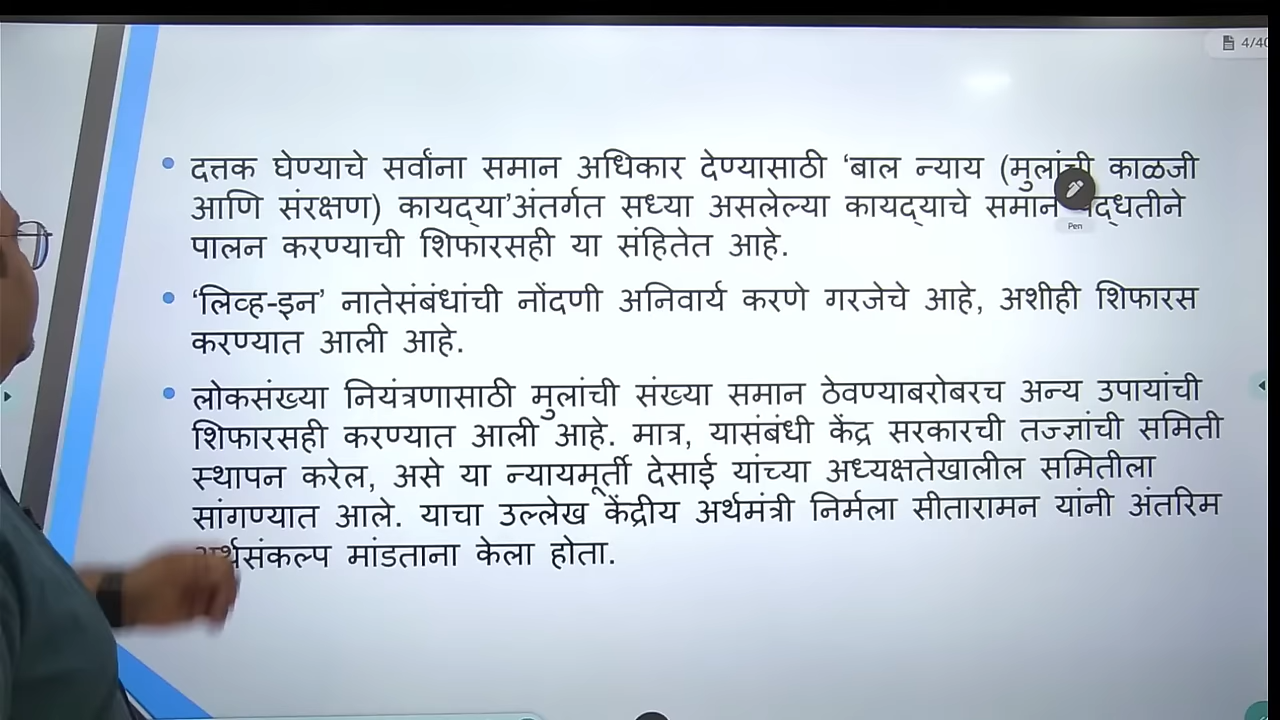 4/40
दत्तक घेण्याचे सर्वांना समान अधिकार देण्यासाठी ‘बाल न्याय (मुलांची काळजी
आणि संरक्षण) कायद्या’अंतर्गत सध्या असलेल्या कायद्याचे समान पद्धतीने
Pen
पालन करण्याची शिफारसही या संहितेत आहे.
‘लिव्ह-इन’ नातेसंबंधांची नोंदणी अनिवार्य करणे गरजेचे आहे, अशीही शिफारस
करण्यात आली आहे.
लोकसंख्या नियंत्रणासाठी मुलांची संख्या समान ठेवण्याबरोबरच अन्य उपायांची
शिफारसही करण्यात आली आहे. मात्र, यासंबंधी केंद्र सरकारची तज्ज्ञांची समिती
स्थापन करेल, असे या न्यायमूर्ती देसाई यांच्या अध्यक्षतेखालील समितीला
सांगण्यात आले. याचा उल्लेख केंद्रीय अर्थमंत्री निर्मला सीतारामन यांनी अंतरिम
अर्थसंकल्प मांडताना केला होता.